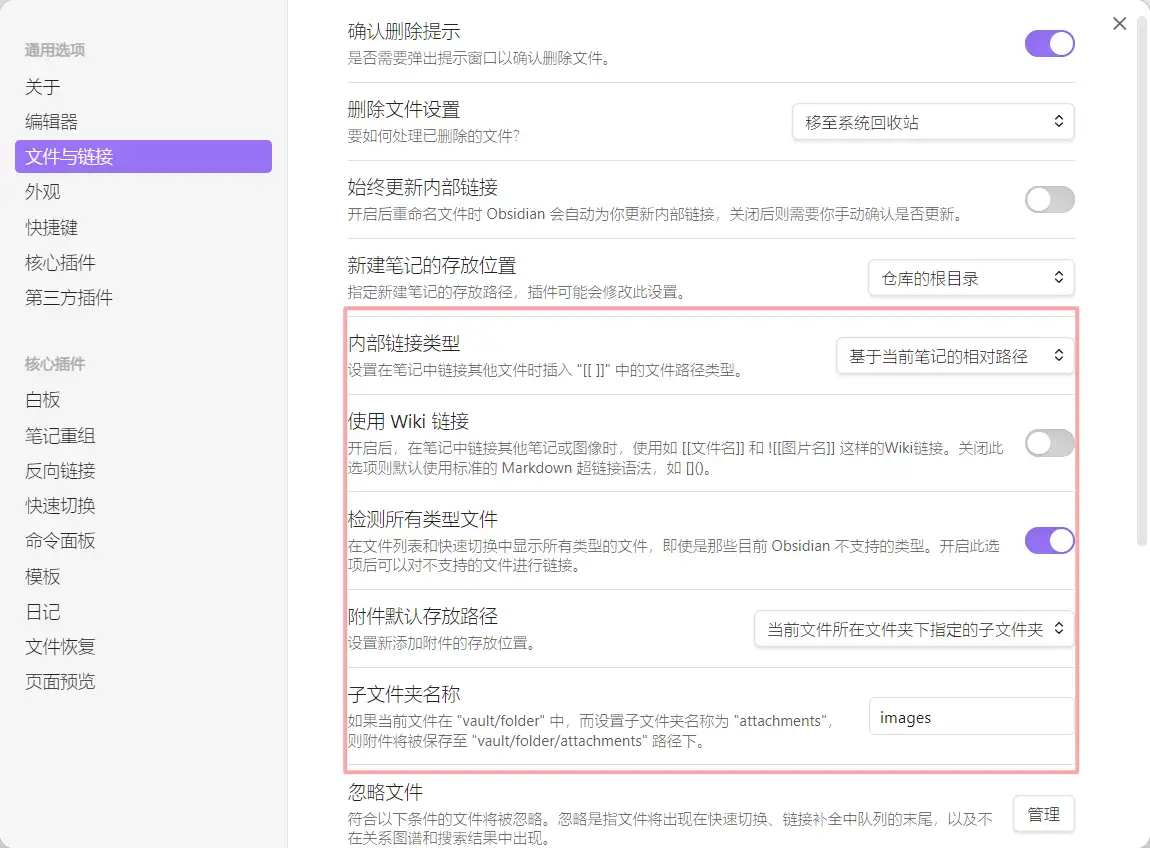 通用选项
关于
编辑器
文件与链接
外观
快捷键
核心插件
第三方插件
核心插件
白板
笔记重组
反向链接
快速切换
命令面板
模板
日记
文件恢复
页面预览
确认删除提示
是否需要弹出提示窗口以确认删除文件。
删除文件设置
要如何处理已删除的文件?
移至系统回收站
始终更新内部链接
开启后重命名文件时 Obsidian 会自动为你更新内部链接，关闭后则需要你手动确认是否更新。
新建笔记的存放位置
指定新建笔记的存放路径，插件可能会修改此设置。
仓库的根目录
内部链接类型
设置在笔记中链接其他文件时插入 "[[ ]]" 中的文件路径类型。
基于当前笔记的相对路径
使用 Wiki 链接
开启后，在笔记中链接其他笔记或图像时，使用如 [[文件名]] 和 ![[图片名]] 这样的Wiki链接。关闭此
选项则默认使用标准的 Markdown 超链接语法，如 []()。
检测所有类型文件
在文件列表和快速切换中显示所有类型的文件，即使是那些目前 Obsidian 不支持的类型。开启此选
项后可以对不支持的文件进行链接。
附件默认存放路径
设置新添加附件的存放位置。
当前文件所在文件夹下指定的子文件夹
子文件夹名称
如果当前文件在 "vault/folder" 中，而设置子文件夹名称为 "attachments"，
则附件将被保存至 "vault/folder/attachments" 路径下。
images
忽略文件
符合以下条件的文件将被忽略。忽略是指文件将出现在快速切换、链接补全中队列的末尾，以及不
在关系图谱和搜索结果中出现。
管理